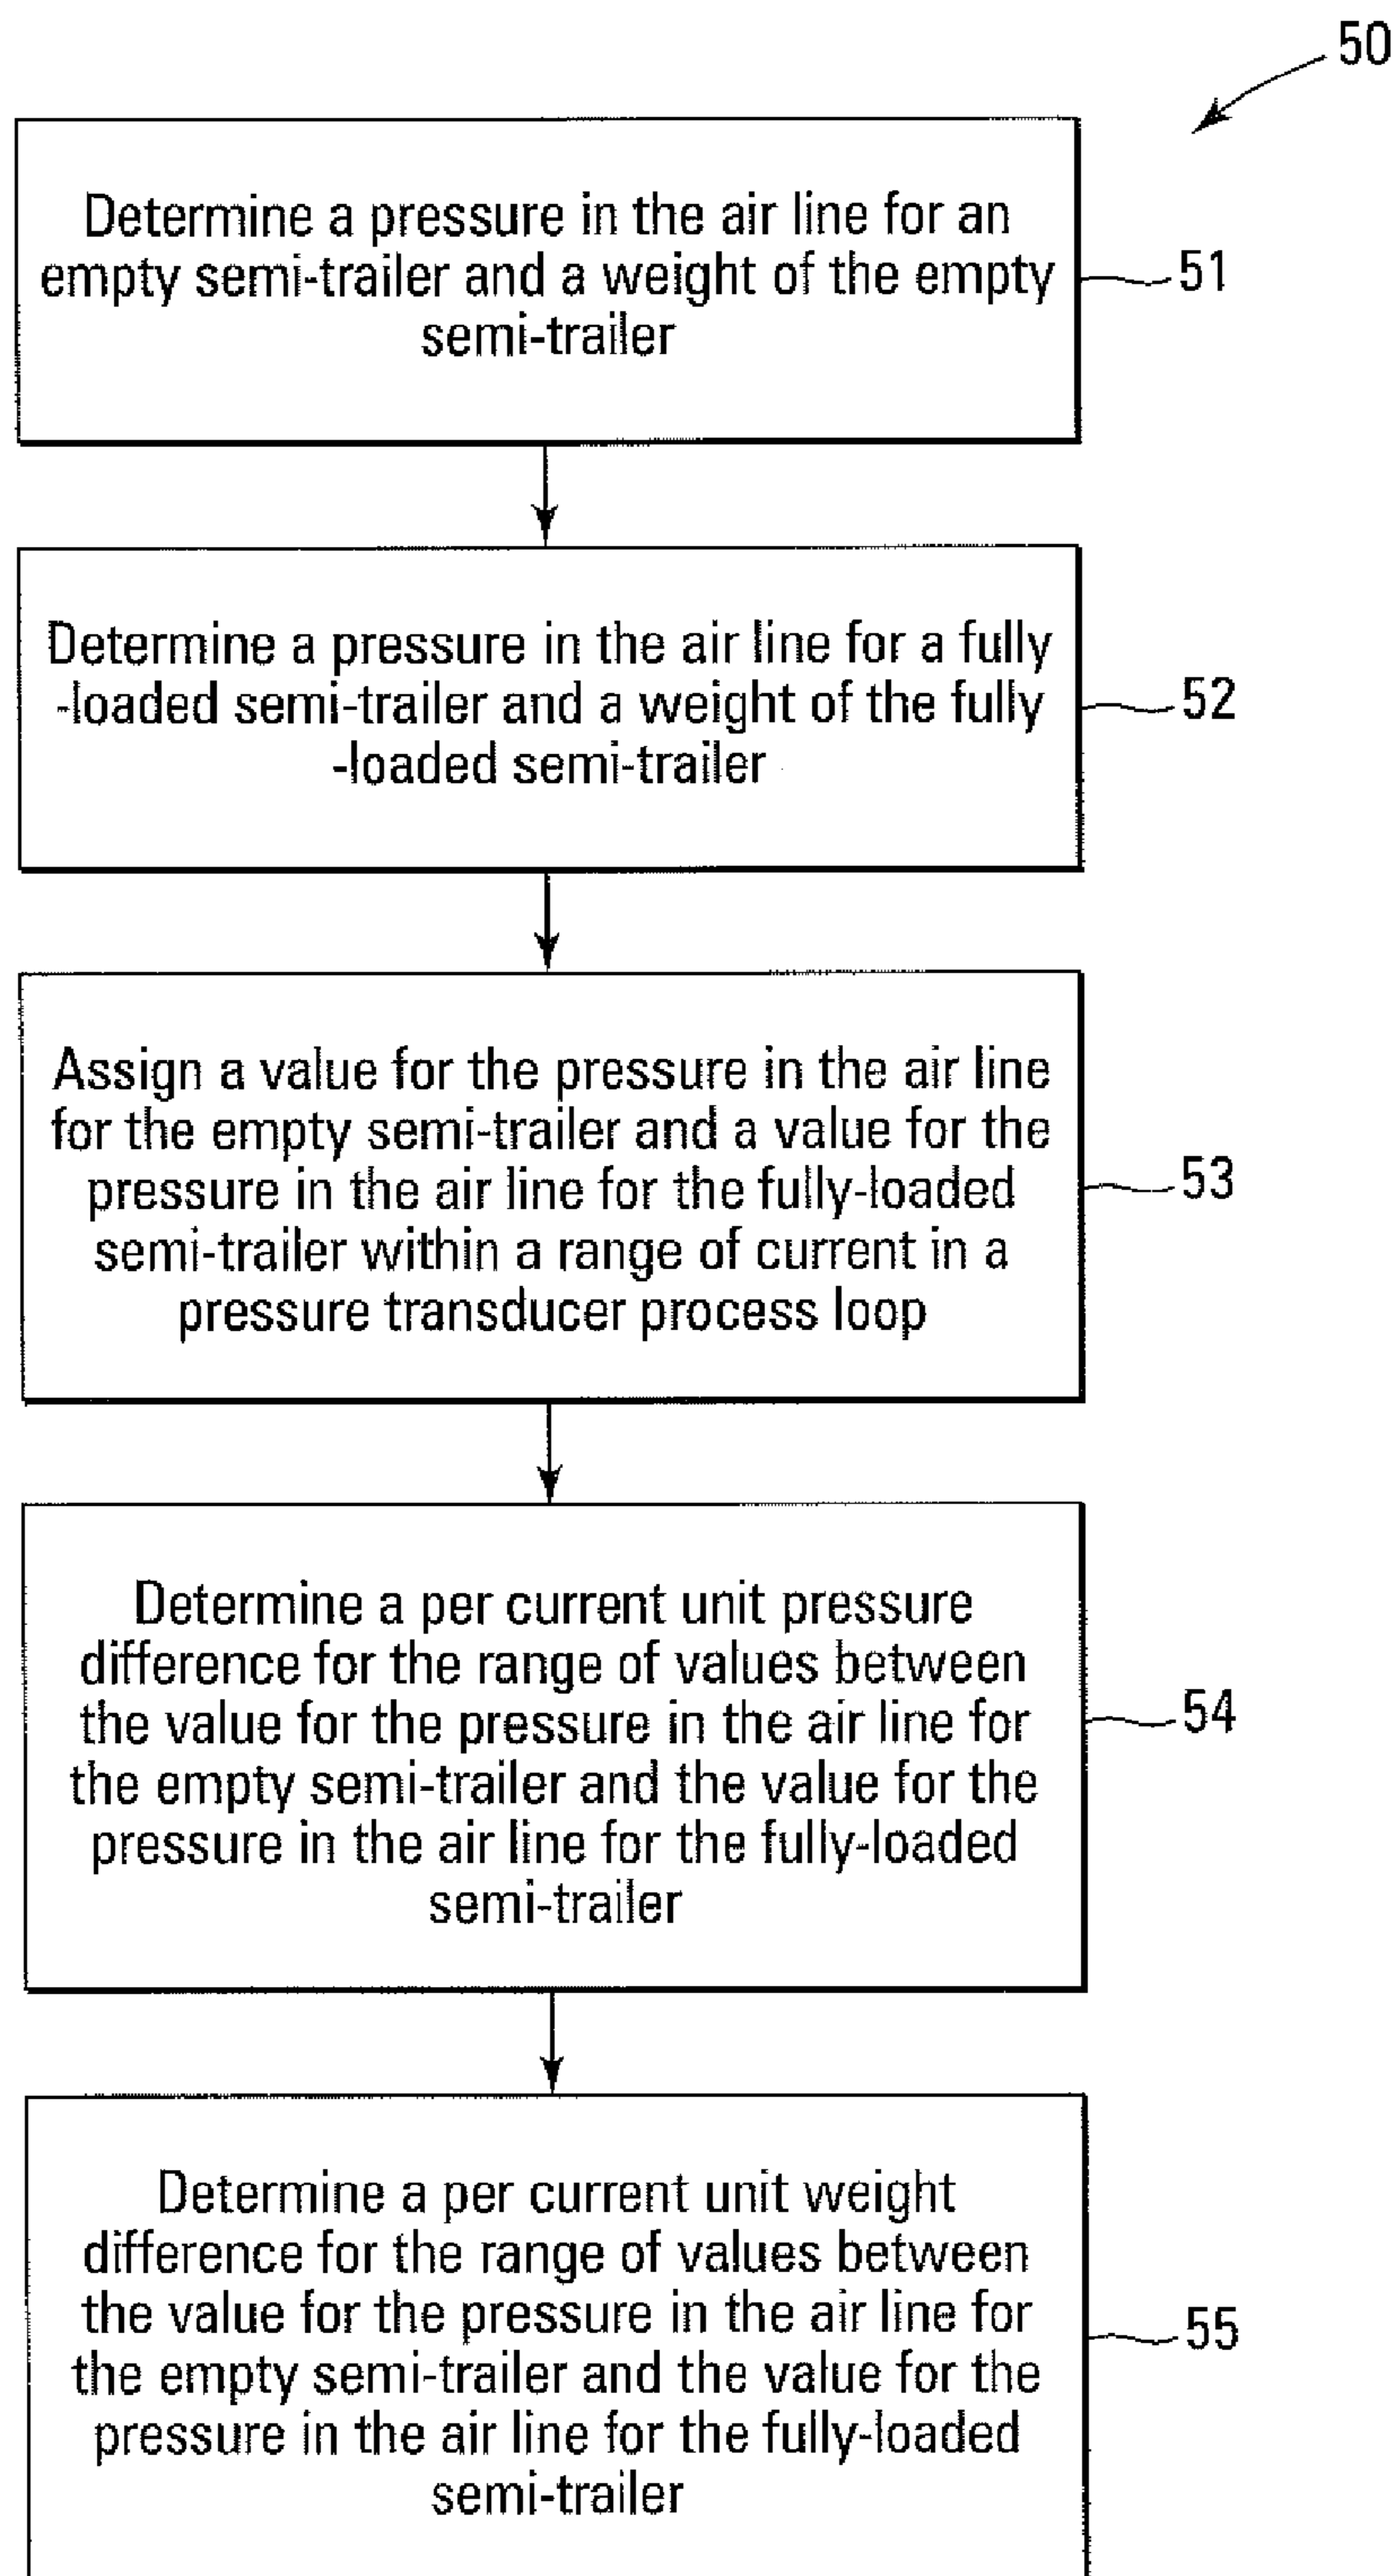 50
Determine a pressure in the air line for an
empty semi-trailer and a weight of the empty
semi-trailer
51
Determine a pressure in the air line for a fully
-loaded semi-trailer and a weight of the fully
-loaded semi-trailer
52
Assign a value for the pressure in the air line
for the empty semi-trailer and a value for the
pressure in the air line for the fully-loaded
semi-trailer within a range of current in a
pressure transducer process loop
53
Determine a per current unit pressure
difference for the range of values between
the value for the pressure in the air line for
the empty semi-trailer and the value for the
pressure in the air line for the fully-loaded
semi-trailer
54
Determine a per current unit weight
difference for the range of values between
the value for the pressure in the air line for
the empty semi-trailer and the value for the
pressure in the air line for the fully-loaded
semi-trailer
55